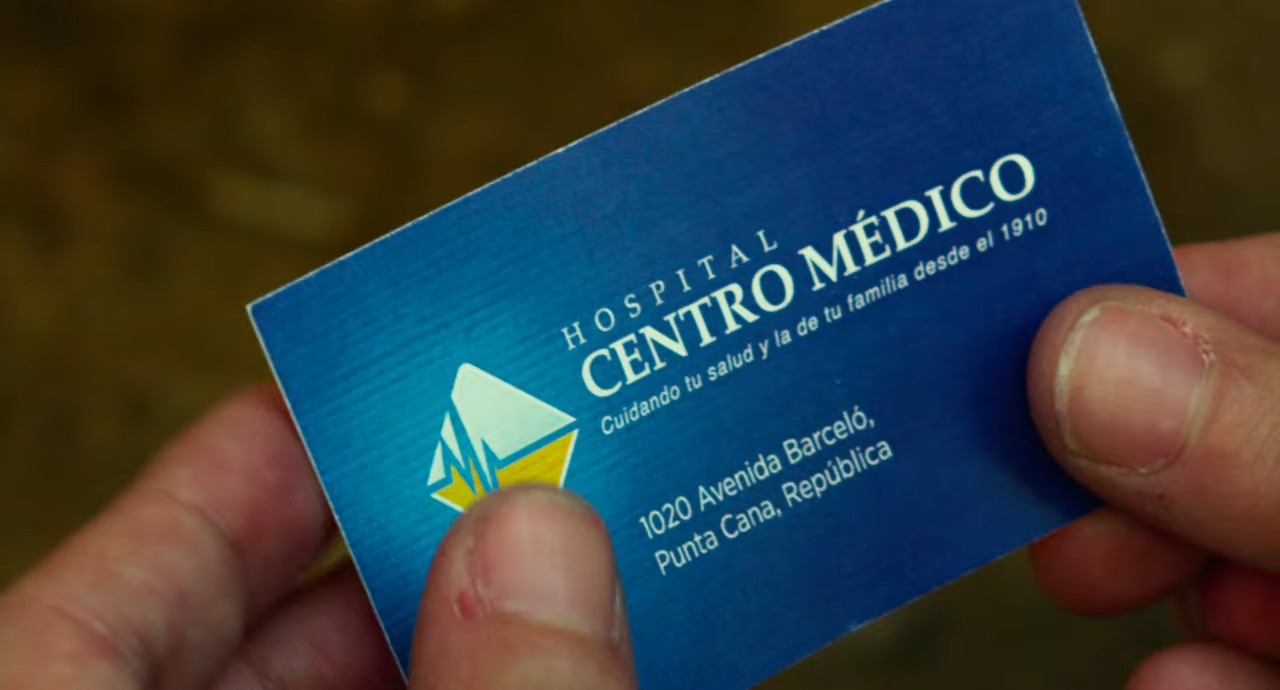 HOSPITAL
CENTRO MÉDICO
Cuidando tu salud y la de tu familia desde el 1910
1020 Avenida Barceló,
Punta Cana, República